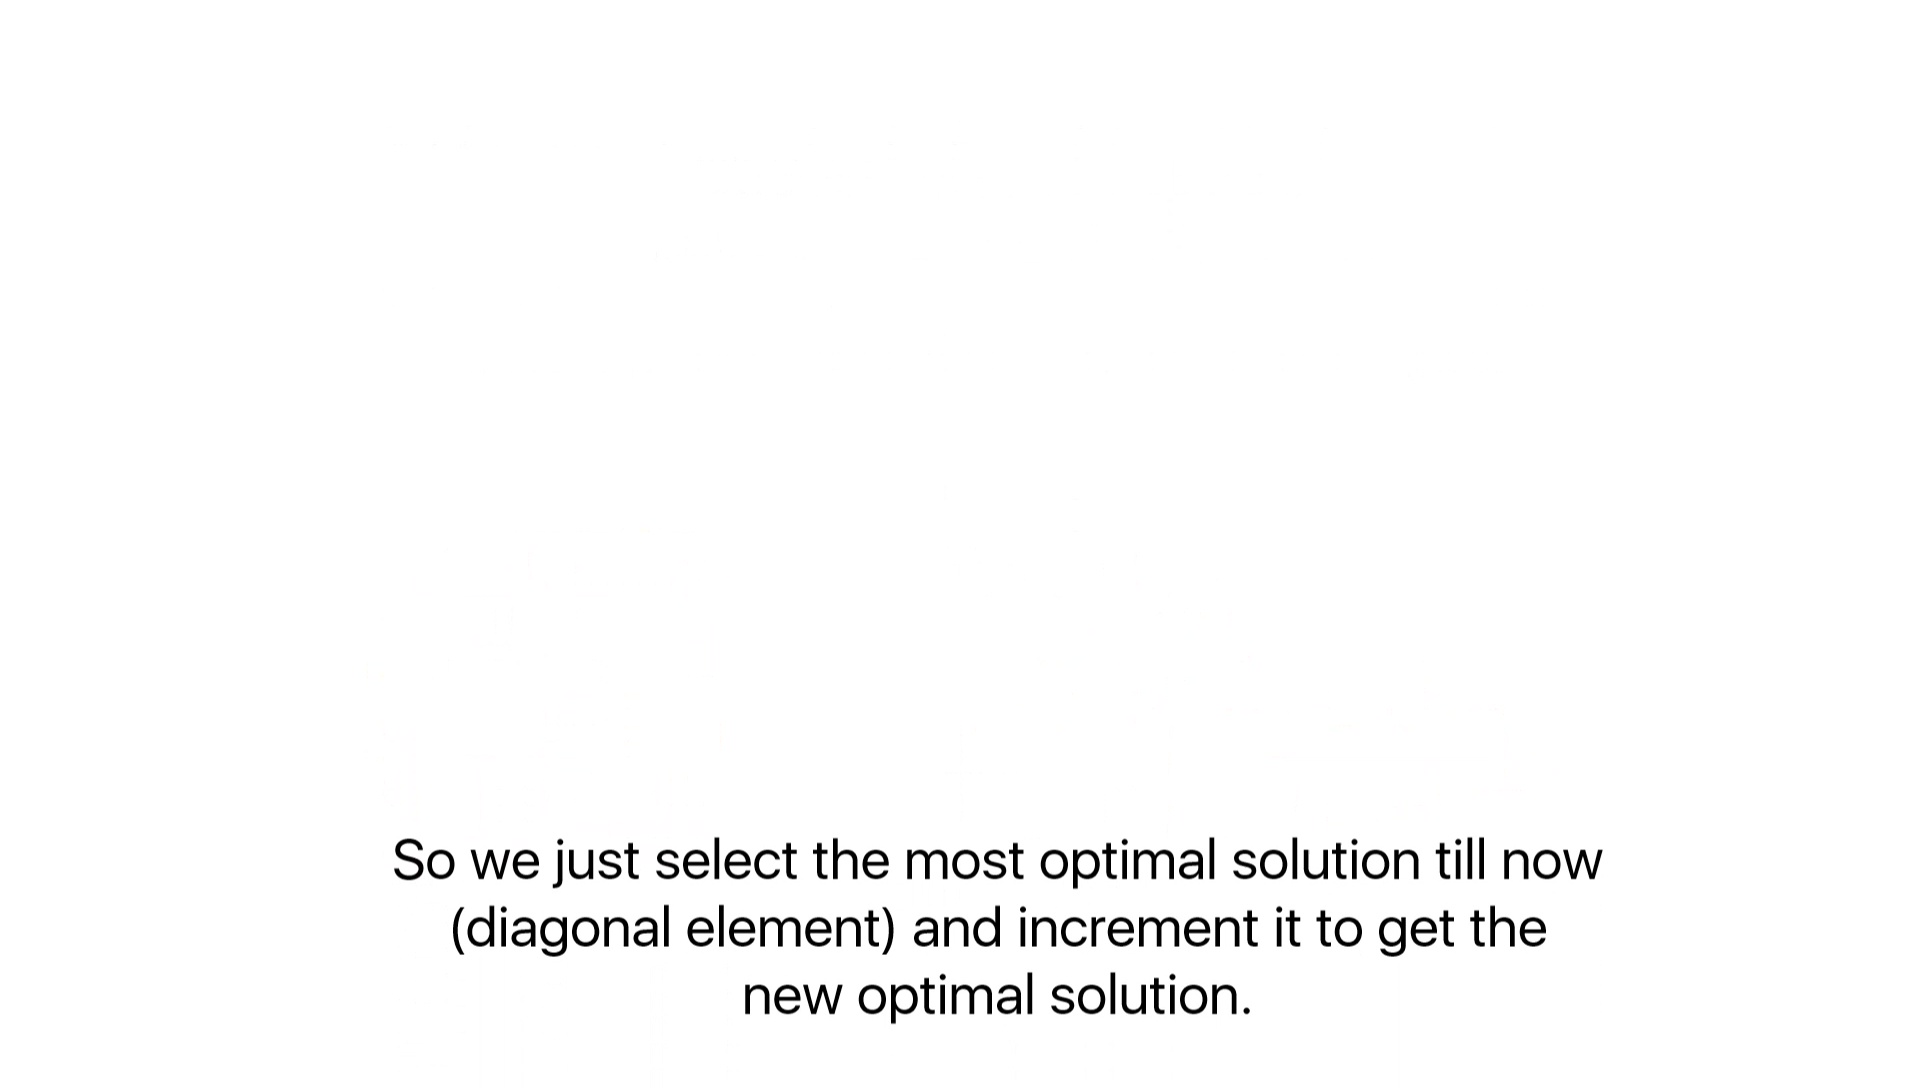 So we just select the most optimal solution till now
(diagonal element) and increment it to get the
new optimal solution.